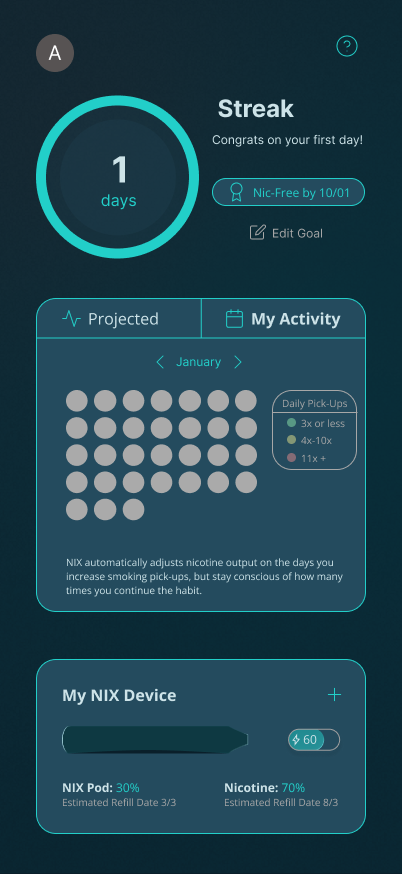 A
?
Streak
Congrats on your first day!
1
days
Nic-Free by 10/01
Edit Goal
Projected
My Activity
January
Daily Pick-Ups
3x or less
4x-10x
11x +
NIX automatically adjusts nicotine output on the days you
increase smoking pick-ups, but stay conscious of how many
times you continue the habit.
My NIX Device
+
60
NIX Pod: 30%
Estimated Refill Date 3/3
Nicotine: 70%
Estimated Refill Date 8/3